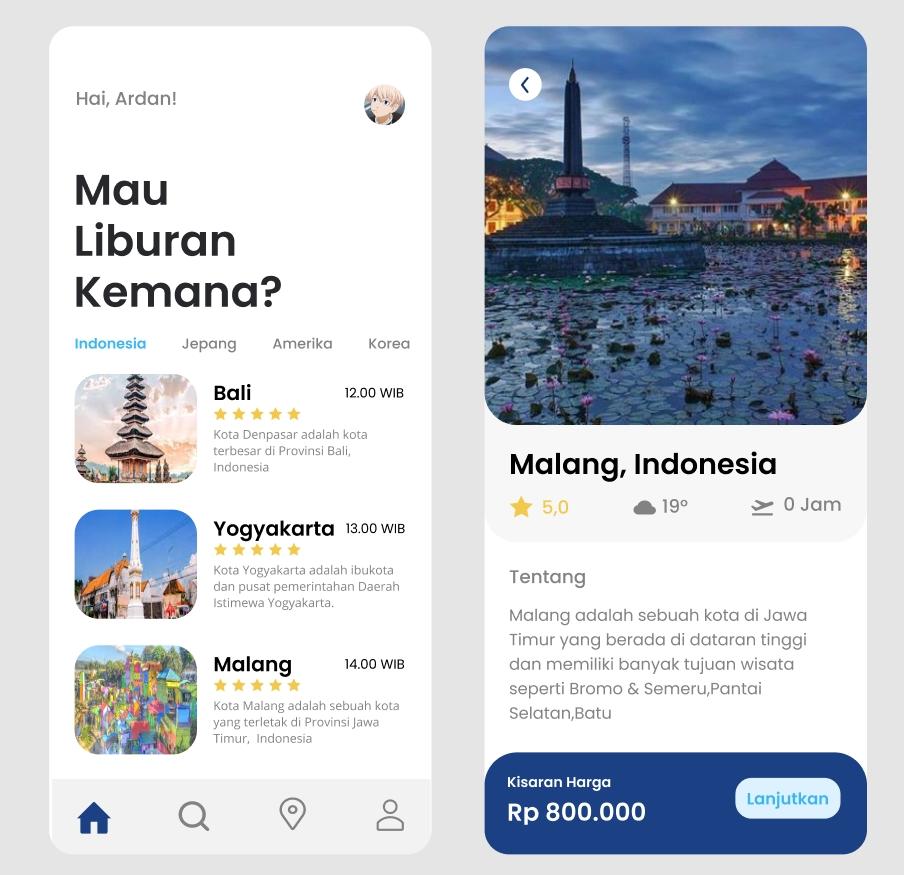 Hai, Ardan!
Mau
Liburan
Kemana?
Indonesia Jepang Amerika Korea
Bali 12.00 WIB
Kota Denpasar adalah kota
terbesar di Provinsi Bali,
Indonesia
Yogyakarta 13.00 WIB
Kota Yogyakarta adalah ibukota
dan pusat pemerintahan Daerah
Istimewa Yogyakarta.
Malang 14.00 WIB
Kota Malang adalah sebuah kota
yang terletak di Provinsi Jawa
Timur, Indonesia
Malang, Indonesia
5,0 19° 0 Jam
Tentang
Malang adalah sebuah kota di Jawa
Timur yang berada di dataran tinggi
dan memiliki banyak tujuan wisata
seperti Bromo & Semeru,Pantai
Selatan,Batu
Kisaran Harga
Rp 800.000
Lanjutkan